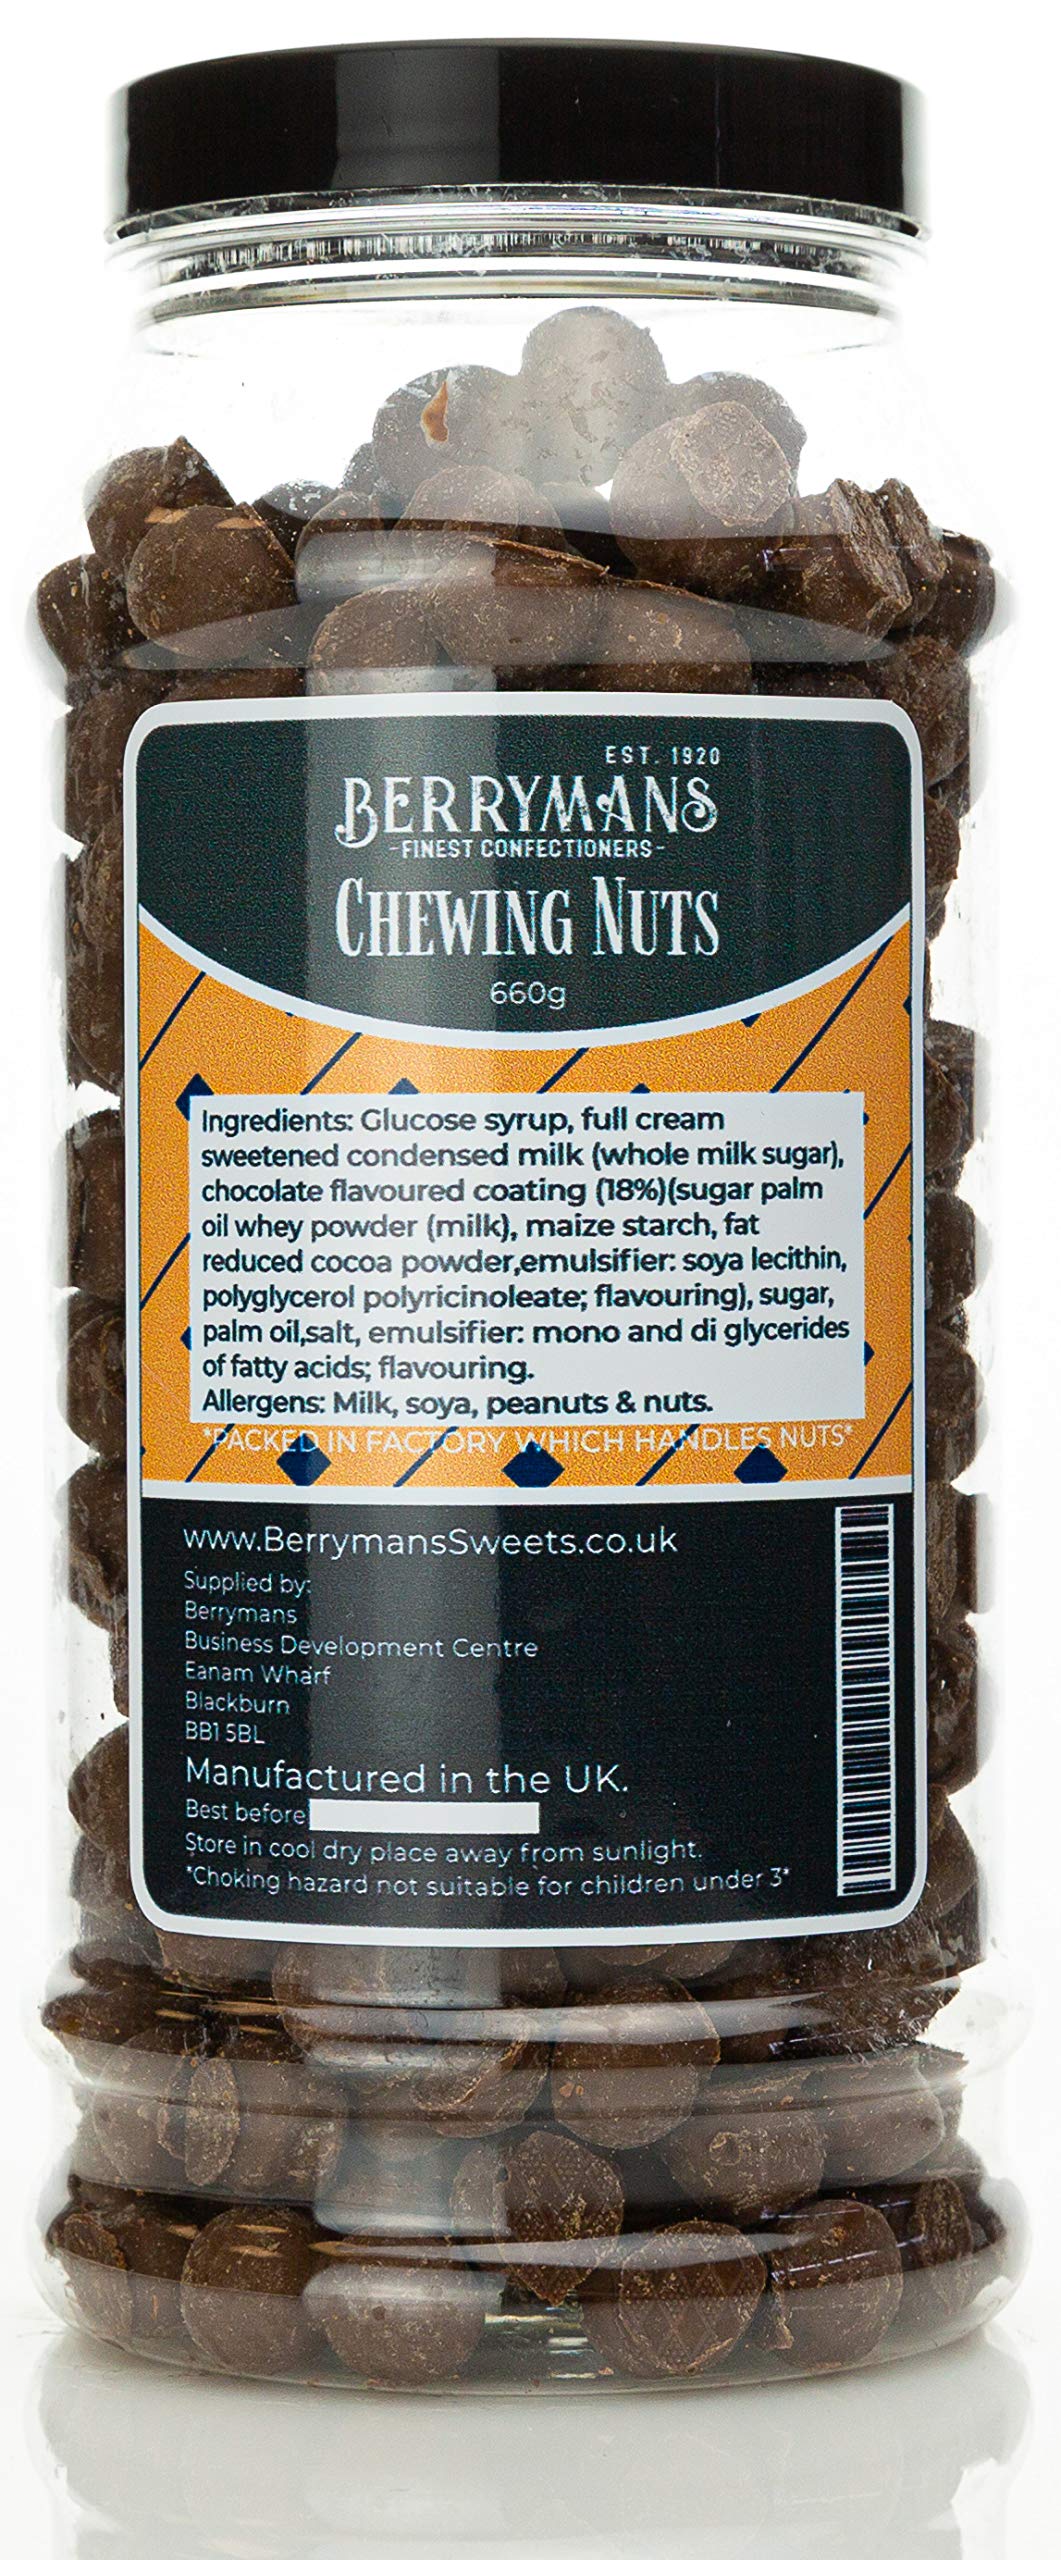 EST. 1920
BERRYMANS
-FINEST CONFECTIONERS-
CHEWING NUTS
660g
Ingredients: Glucose syrup, full cream
sweetened condensed milk (whole milk sugar),
chocolate flavoured coating (18%)(sugar palm
oil whey powder (milk), maize starch, fat
reduced cocoa powder,emulsifier: soya lecithin,
polyglycerol polyricinoleate; flavouring), sugar,
palm oil,salt, emulsifier: mono and di glycerides
of fatty acids; flavouring.
Allergens: Milk, soya, peanuts & nuts.
*PACKED IN FACTORY WHICH HANDLES NUTS*
www.BerrymansSweets.co.uk
Supplied by:
Berrymans
Business Development Centre
Eanam Wharf
Blackburn
BB1 5BL
Manufactured in the UK.
Best before
Store in cool dry place away from sunlight.
*Choking hazard not suitable for children under 3*